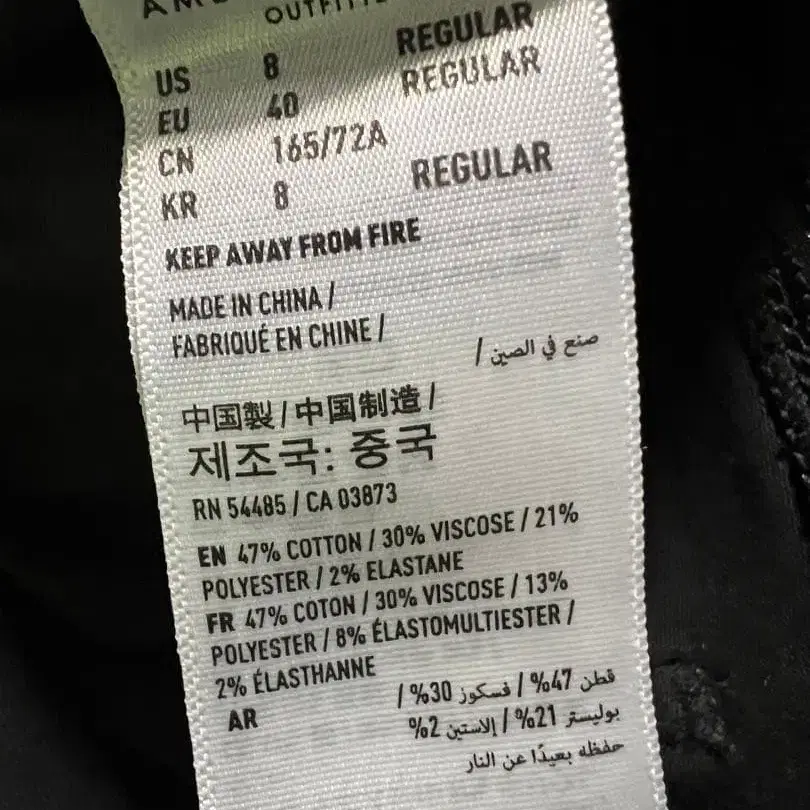 OUTFITTE
US 8 REGULAR
EU 40 REGULAR
CN 165/72A
KR 8 REGULAR
KEEP AWAY FROM FIRE
MADE IN CHINA /
FABRIQUÉ EN CHINE /
صنع في الصين /
中国製 / 中国制造 /
제조국: 중국
RN 54485 / CA 03873
EN 47% COTTON / 30% VISCOSE / 21%
POLYESTER / 2% ELASTANE
FR 47% COTON / 30% VISCOSE / 13%
POLYESTER / 8% ÉLASTOMULTIESTER /
2% ÉLASTHANNE
AR قطن 47% / فسكوز 30% /
بوليستر 21% / إلاستين 2%
حفظه بعيدًا عن النار